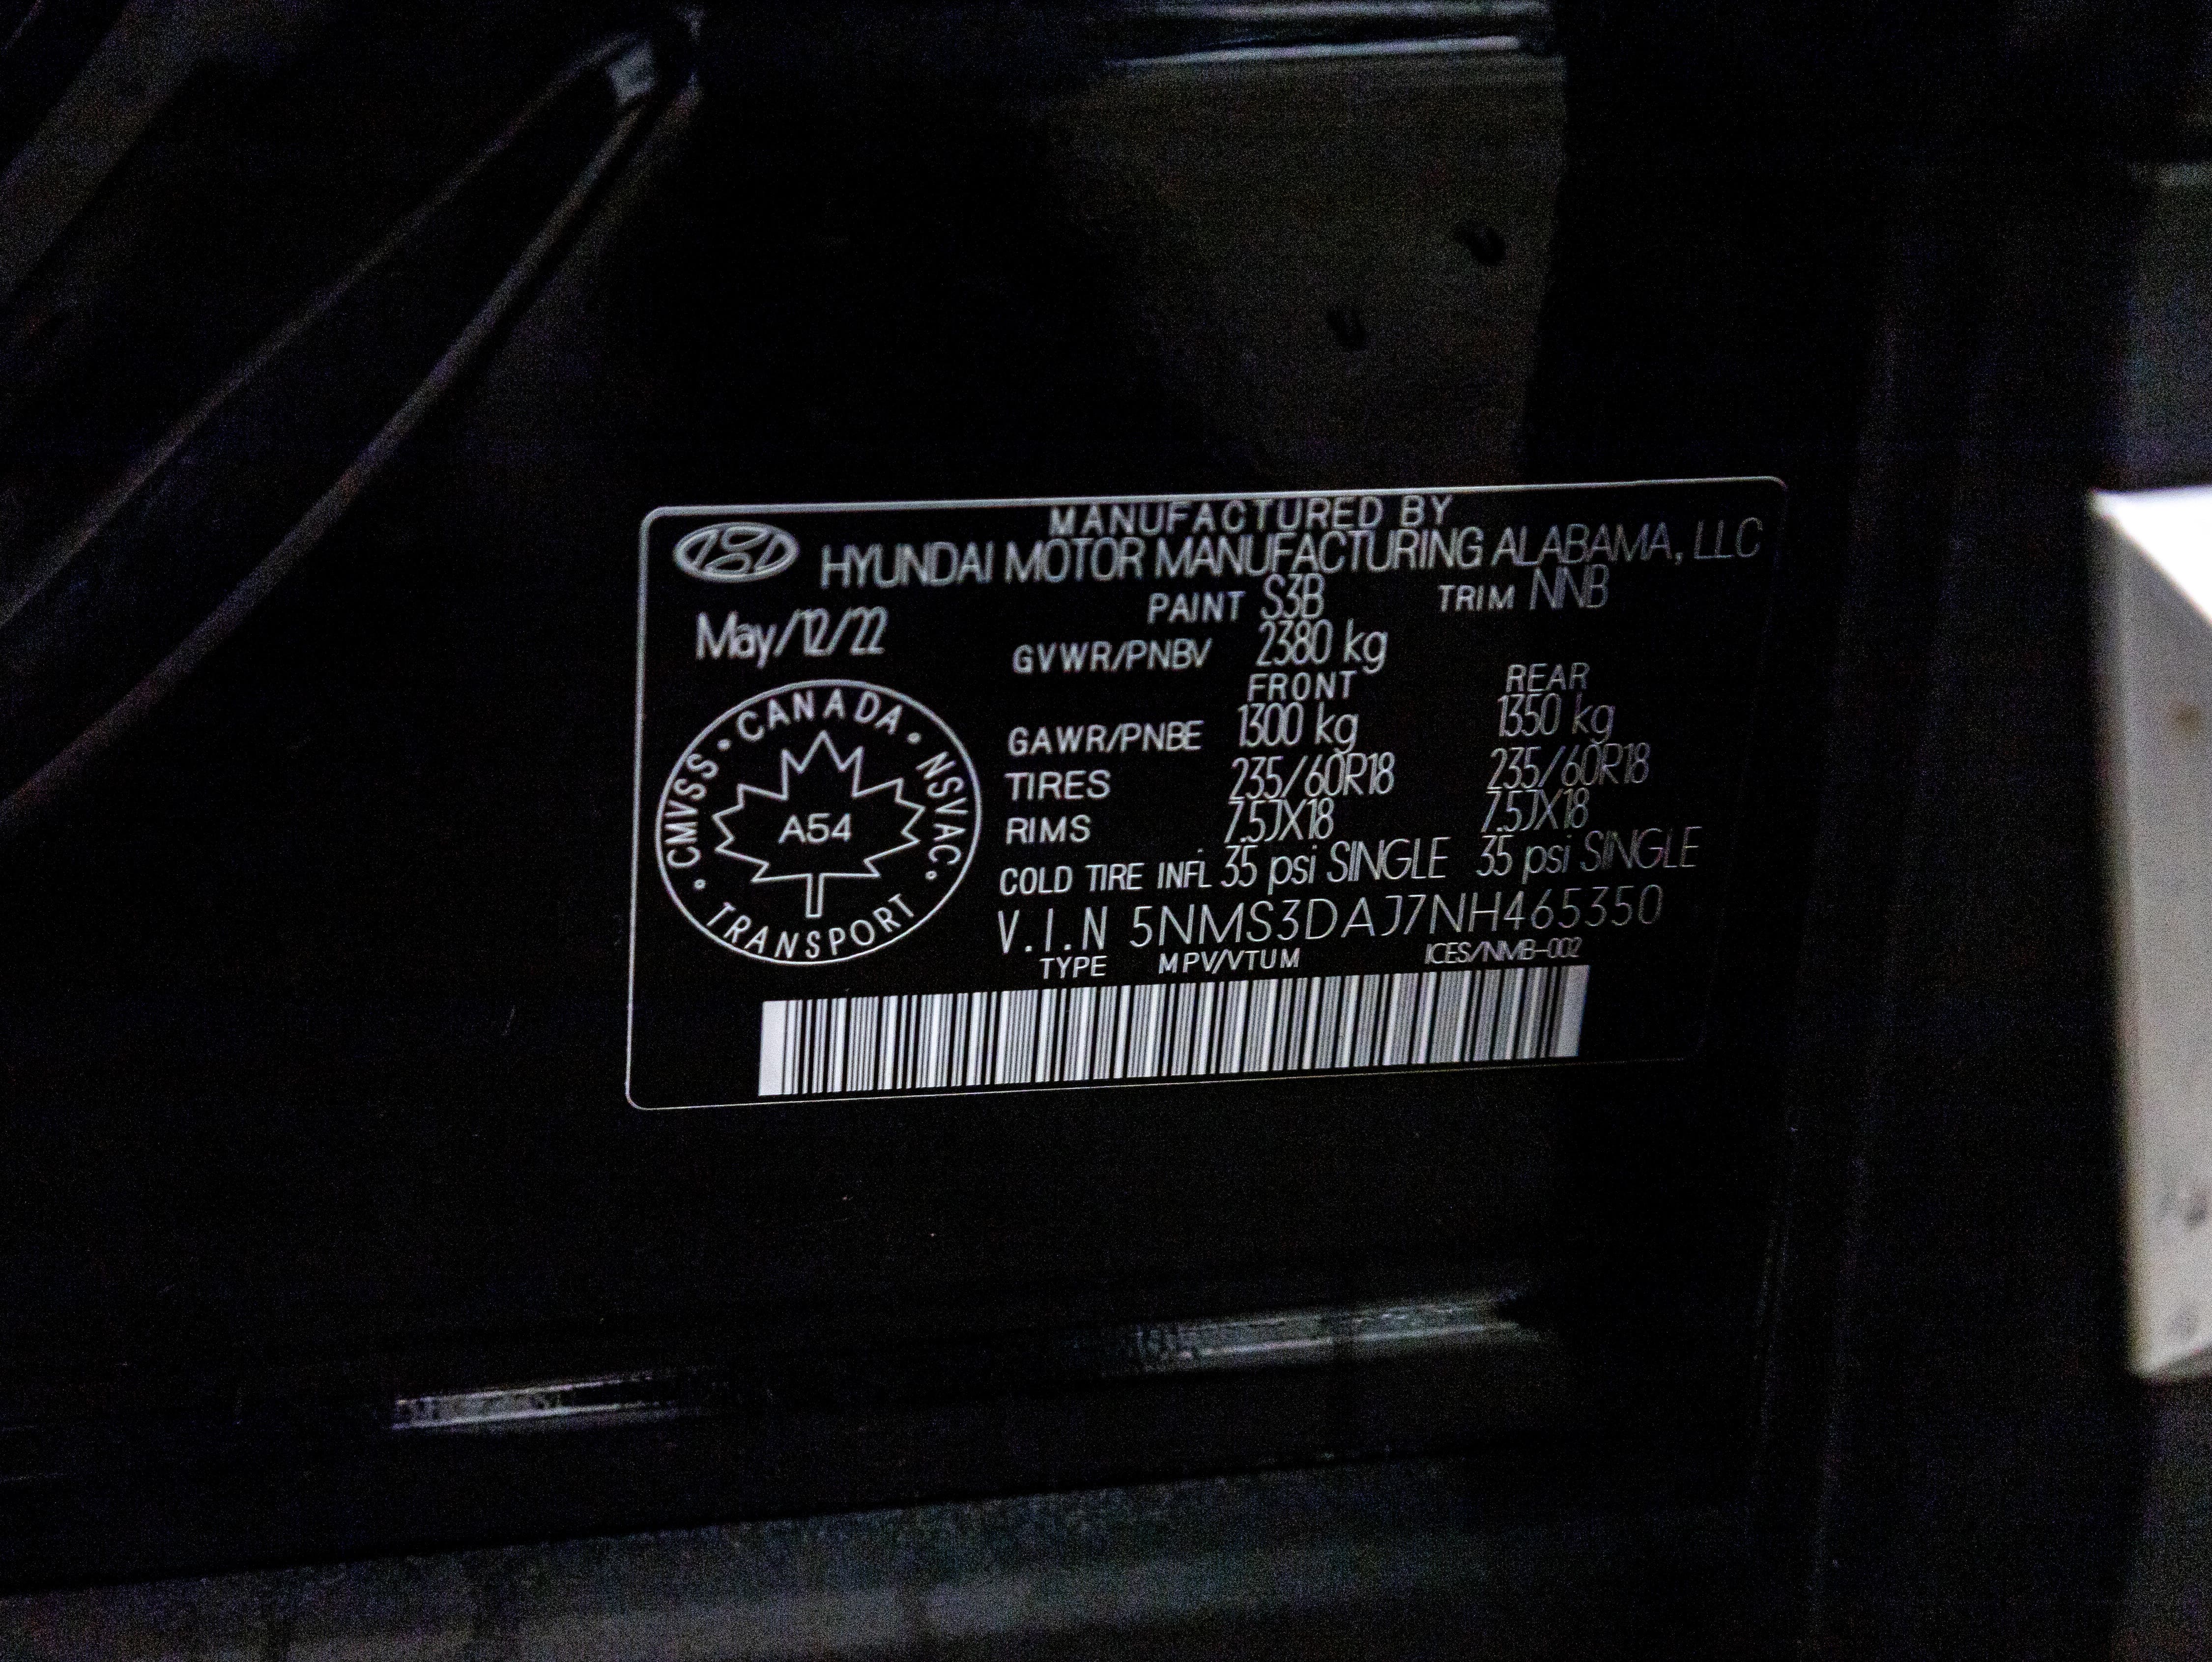 MANUFACTURED BY
HYUNDAI MOTOR MANUFACTURING ALABAMA, LLC
May/12/22
PAINT S3B TRIM NNB
GVWR/PNBV 2380 kg
FRONT REAR
GAWR/PNBE 1300 kg 1350 kg
TIRES 235/60R18 235/60R18
RIMS 7.5JX18 7.5JX18
COLD TIRE INFL 35 psi SINGLE 35 psi SINGLE
V.I.N 5NMS3DAJ7NH465350
TYPE MPV/VTUM ICES/NMB-002
CMVSS • CANADA • NSVAC •
A54
TRANSPORT •